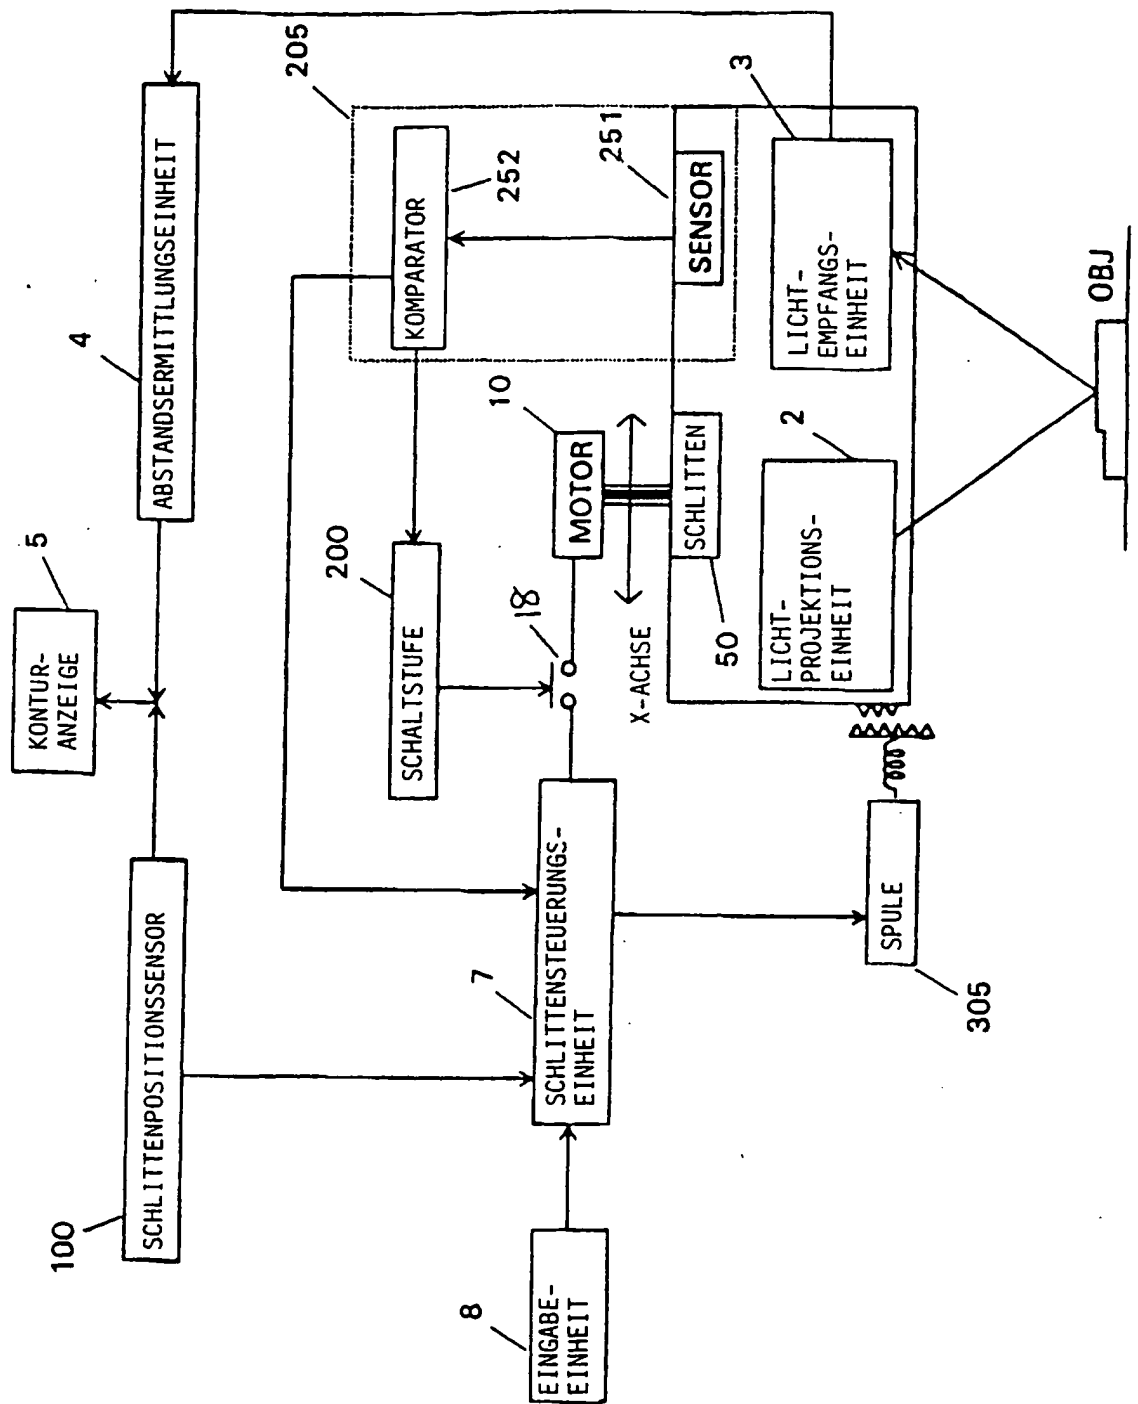 100
SCHLITTENPOSITIONSSENSOR
5
KONTUR-
ANZEIGE
4
ABSTANDSERMITTLUNGSEINHEIT
205
8
EINGABE-
EINHEIT
7
SCHLITTENSTEUERUNGS-
EINHEIT
200
SCHALTSTUFE
18
KOMPARATOR
252
10
MOTOR
X-ACHSE
50
SCHLITTEN
251
SENSOR
2
LICHT-
PROJEKTIONS-
EINHEIT
3
LICHT-
EMPFANGS-
EINHEIT
SPULE
305
OBJ